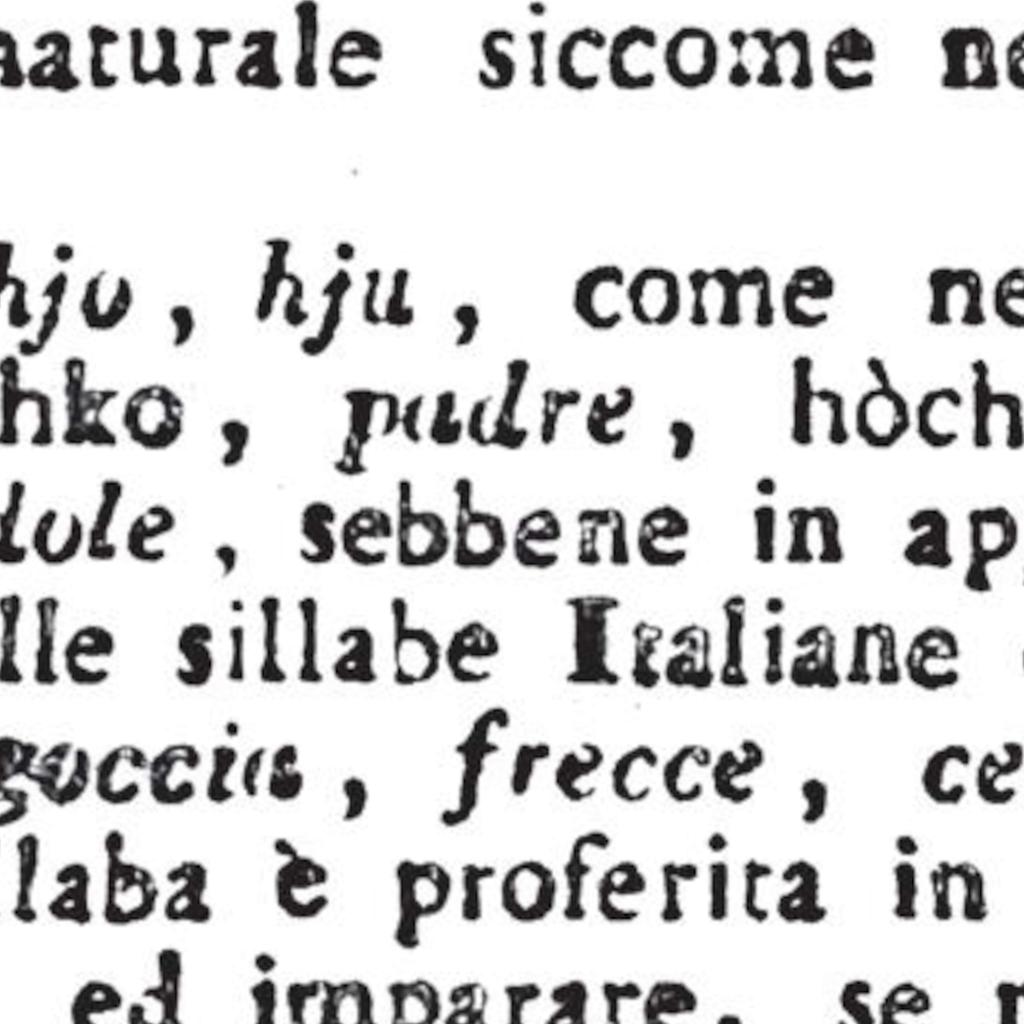 naturale siccome ne
hjo, hju, come ne
hko, padre, hòch
dole, sebbene in ap
lle sillabe Italiane
goccia, frecce, ce
llaba è proferita in
ed imparare, se